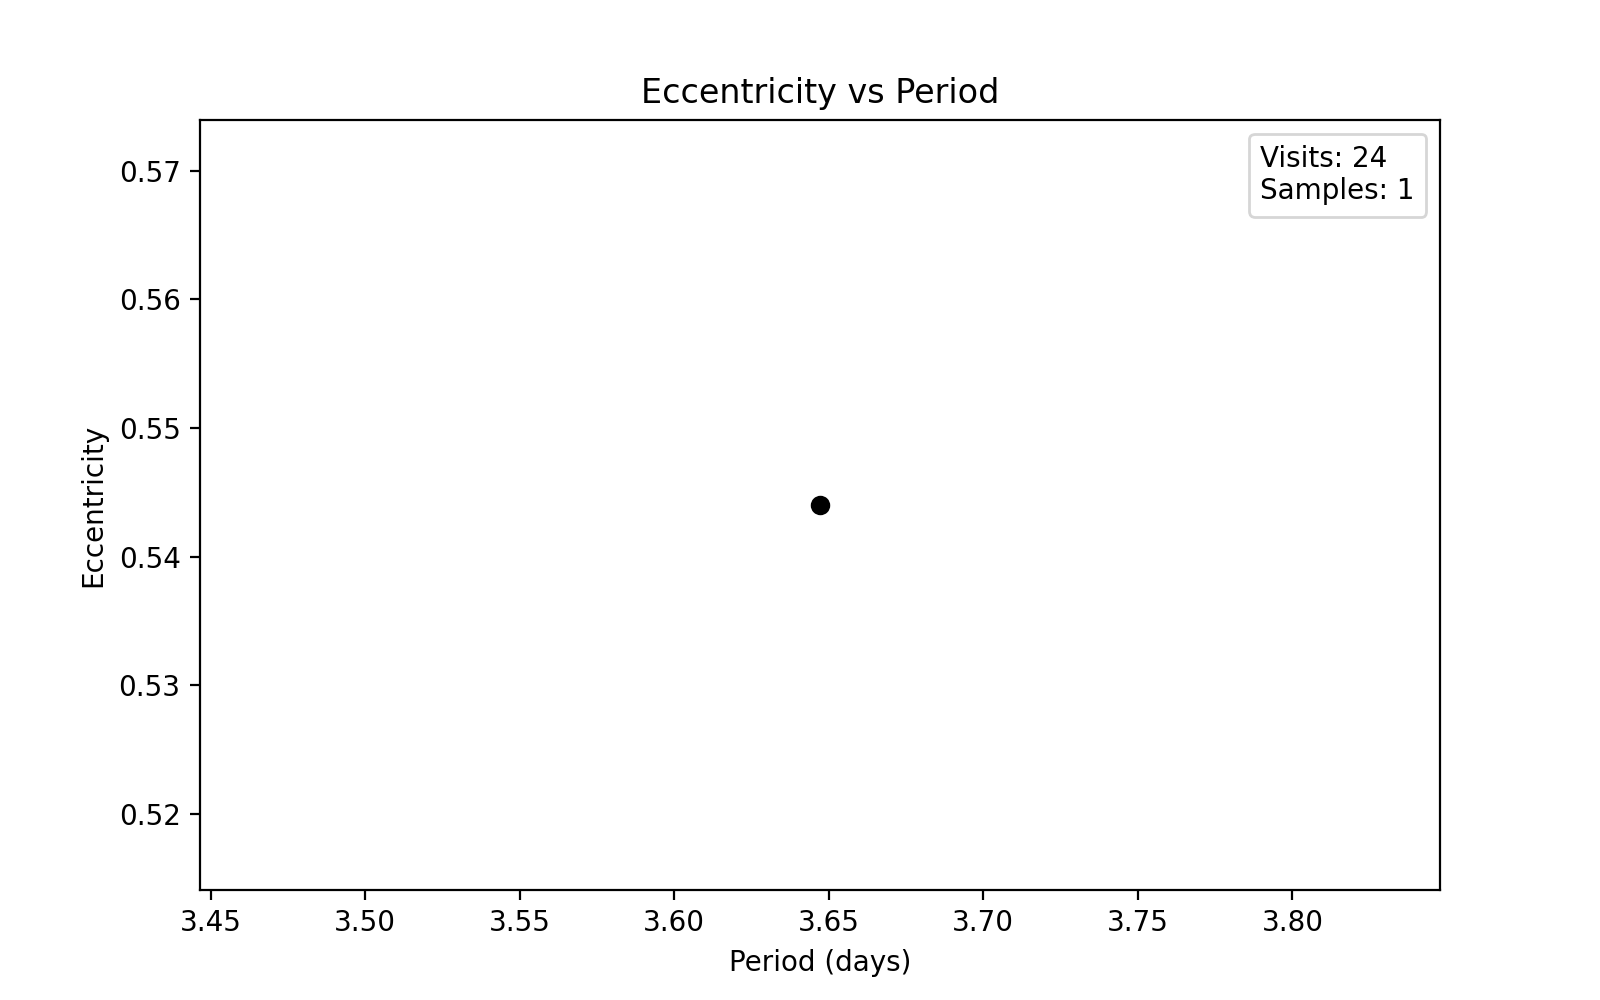 Eccentricity vs Period
Visits: 24
Samples: 1
Eccentricity
0.57
0.56
0.55
0.54
0.53
0.52
3.45 3.50 3.55 3.60 3.65 3.70 3.75 3.80
Period (days)